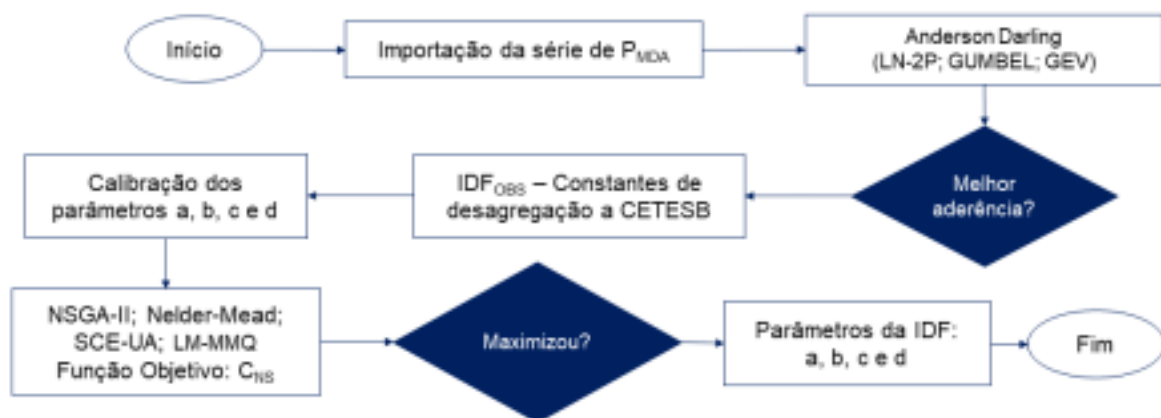 Início
Importação da série de PMDA
Anderson Darling
(LN-2P; GUMBEL; GEV)
Melhor
aderência?
IDFOBS – Constantes de
desagregação a CETESB
Calibração dos
parâmetros a, b, c e d
NSGA-II; Nelder-Mead;
SCE-UA; LM-MMQ
Função Objetivo: CNS
Maximizou?
Parâmetros da IDF:
a, b, c e d
Fim